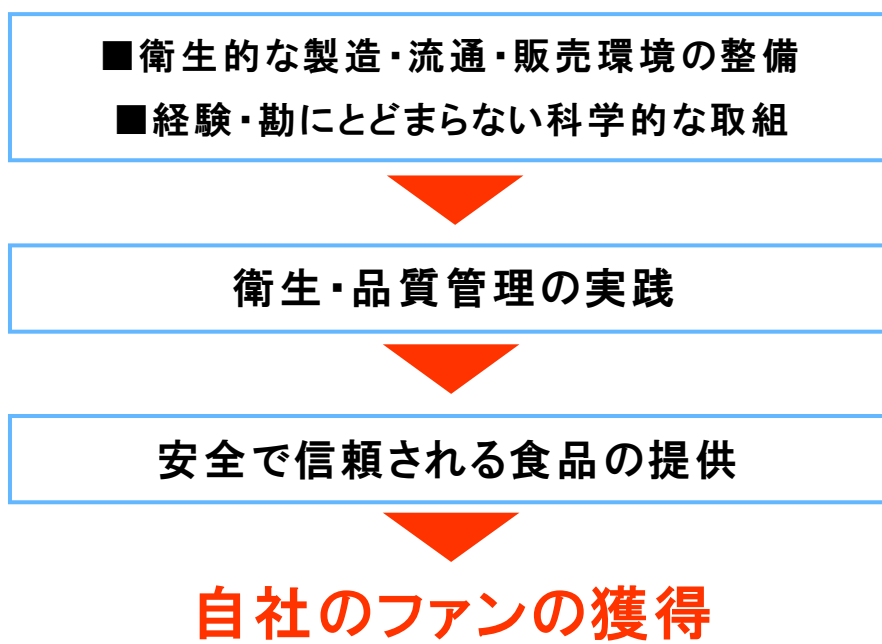 ■衛生的な製造・流通・販売環境の整備
■経験・勘にとどまらない科学的な取組
衛生・品質管理の実践
安全で信頼される食品の提供
自社のファンの獲得